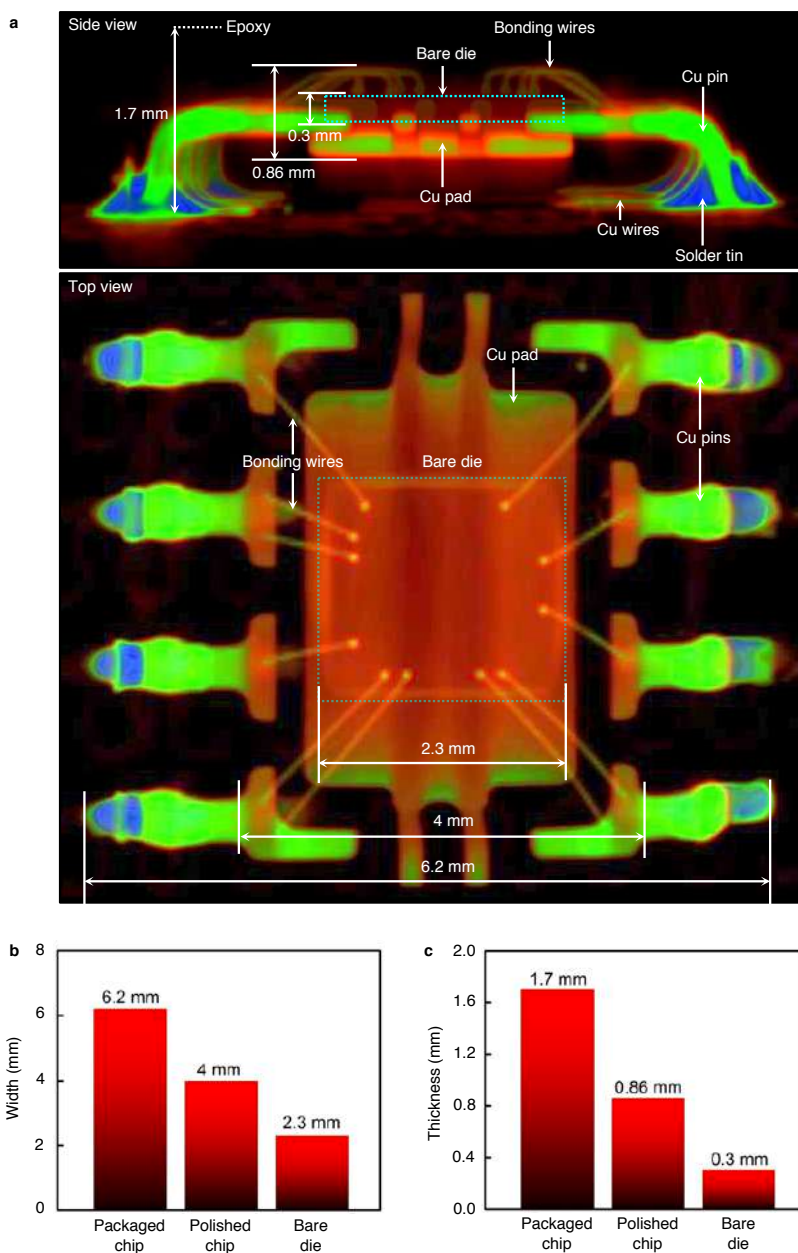 a
Side view
Epoxy
Bonding wires
Bare die
Cu pin
1.7 mm
0.3 mm
0.86 mm
Cu pad
Cu wires
Solder tin
Top view
Cu pad
Cu pins
Bonding wires
Bare die
2.3 mm
4 mm
6.2 mm
b
8
6
4
2
0
Width (mm)
6.2 mm
4 mm
2.3 mm
Packaged
chip
Polished
chip
Bare
die
c
2.0
1.6
1.2
0.8
0.4
0.0
Thickness (mm)
1.7 mm
0.86 mm
0.3 mm
Packaged
chip
Polished
chip
Bare
die